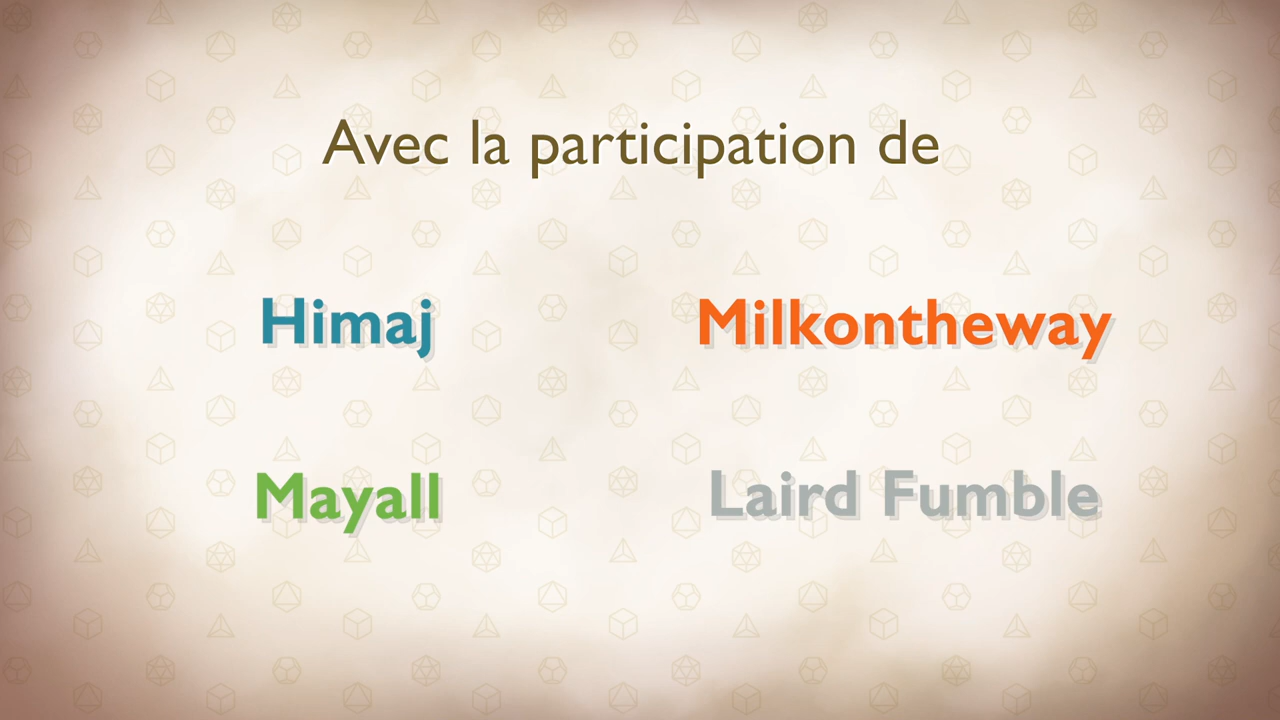 Avec la participation de
Himaj
Milkontheway
Mayall
Laird Fumble